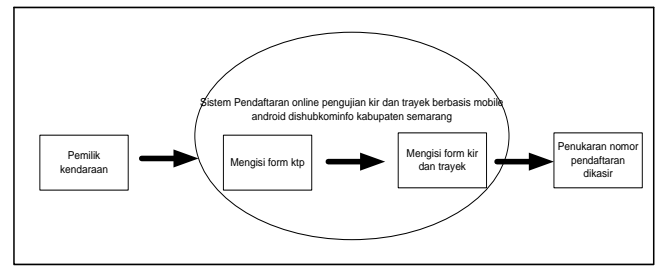 Sistem Pendaftaran online pengujian kir dan trayek berbasis mobile
android dishubkominfo kabupaten semarang
Pemilik
kendaraan
Mengisi form ktp
Mengisi form kir
dan trayek
Penukaran nomor
pendaftaran
dikasir